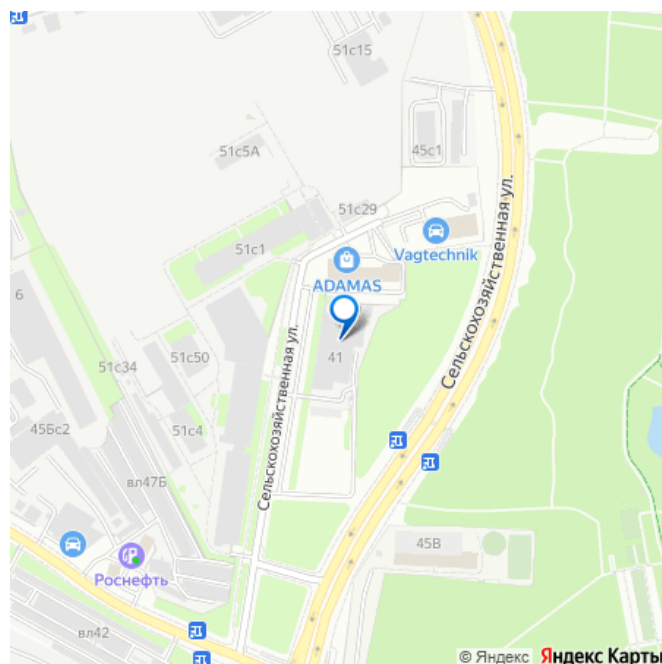 51с15
51с5А
45с1
51с29
51с1
Vagtechnik
ADAMAS
Сельскохозяйственная ул.
6
51с50
41
51с34
45Бс2
51с4
Сельскохозяйственная ул.
вл47Б
Роснефть
45В
вл42
© Яндекс Яндекс Карты